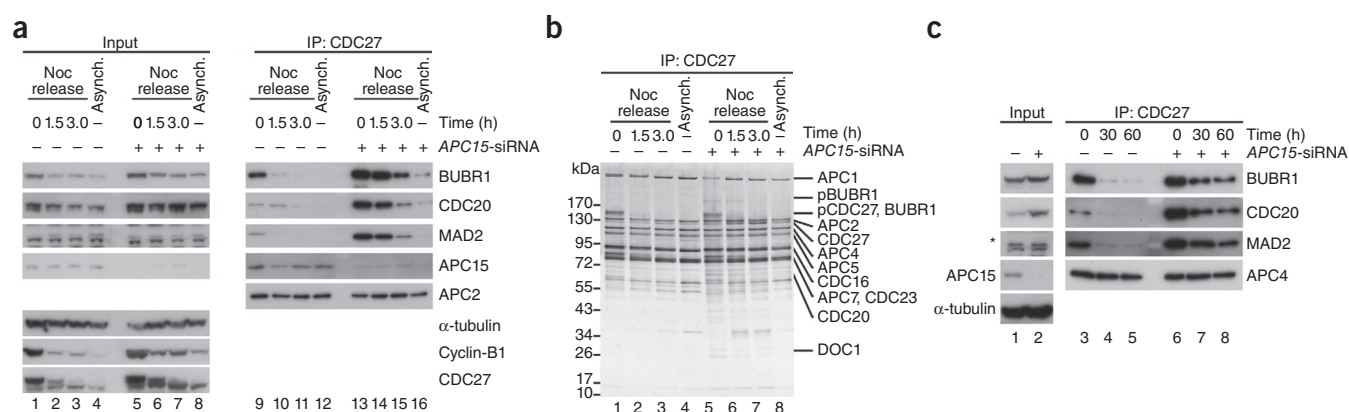 a
Input
IP: CDC27
Noc release
Asynch.
Noc release
Asynch.
Noc release
Asynch.
Noc release
Asynch.
0 1.5 3.0 – 0 1.5 3.0 – 0 1.5 3.0 – 0 1.5 3.0 – Time (h)
– – – – + + + + – – – – + + + + APC15-siRNA
BUBR1
CDC20
MAD2
APC15
APC2
α-tubulin
Cyclin-B1
CDC27
1 2 3 4 5 6 7 8 9 10 11 12 13 14 15 16
b
IP: CDC27
Noc release
Asynch.
Noc release
Asynch.
0 1.5 3.0 – 0 1.5 3.0 – Time (h)
– – – – + + + + APC15-siRNA
kDa
170
130
95
72
55
43
34
26
17
10
APC1
pBUBR1
pCDC27, BUBR1
APC2
CDC27
APC4
APC5
CDC16
APC7, CDC23
CDC20
DOC1
1 2 3 4 5 6 7 8
c
Input
IP: CDC27
0 30 60 0 30 60 Time (h)
– + – – – + + + APC15-siRNA
BUBR1
CDC20
* MAD2
APC15 APC4
α-tubulin
1 2 3 4 5 6 7 8